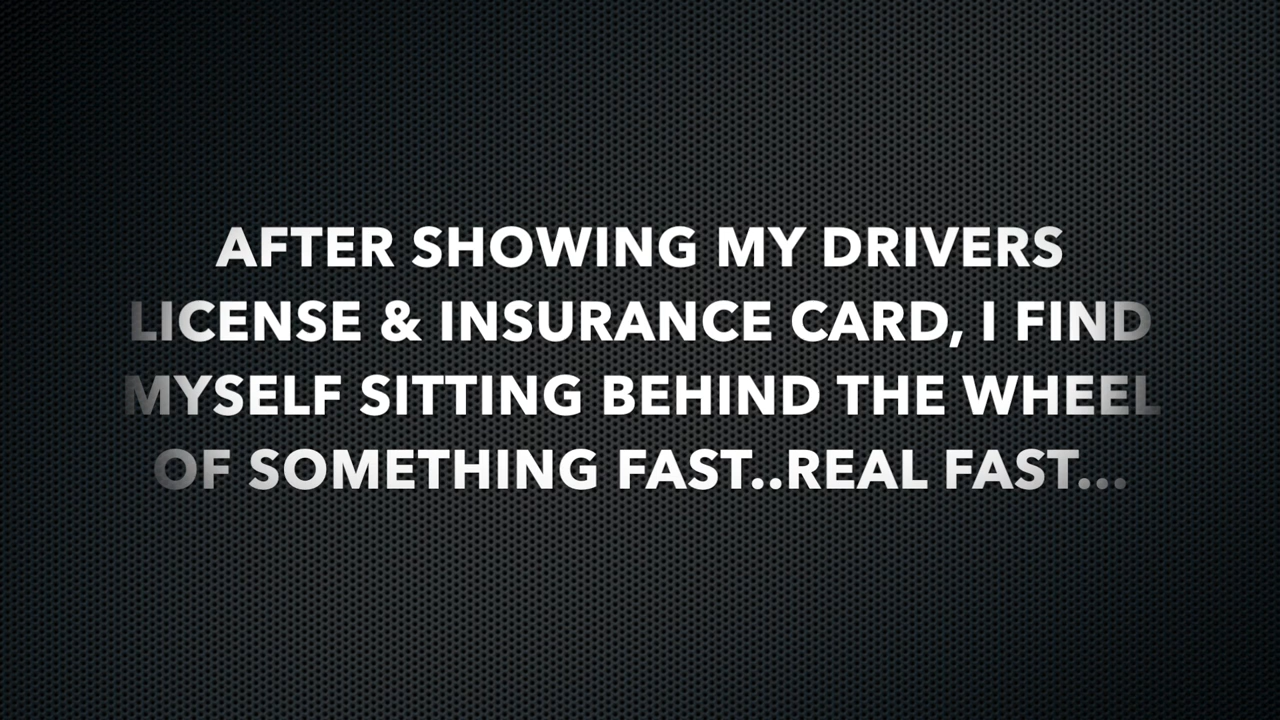 AFTER SHOWING MY DRIVERS
LICENSE & INSURANCE CARD, I FIND
MYSELF SITTING BEHIND THE WHEEL
OF SOMETHING FAST..REAL FAST...